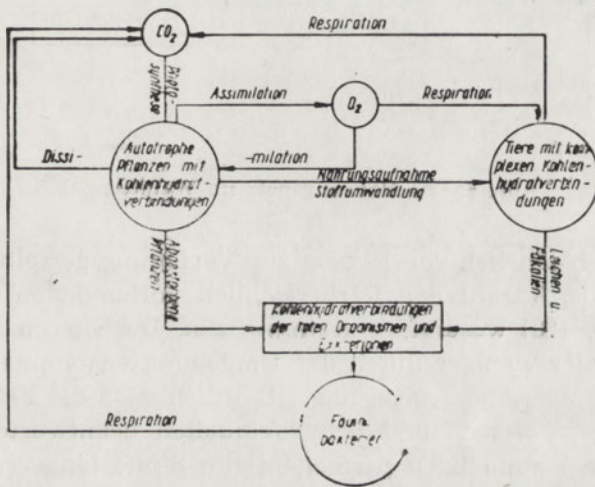 Respiration
CO2
Photo-
synthese
Assimilation
O2
Respiration
Autotrophe
Pflanzen mit
Kohlenhydrat-
verbindungen
Dissi-
-milation
Nahrungsaufnahme
Stoffumwandlung
Tiere mit kom-
plexen Kohlen-
hydratverbin-
dungen
Abgestorbene
Pflanzen
Leichen u.
Fäkalien
Kohlenhydratverbindungen
der toten Organismen und
Exkretionen
Respiration
Fäulnis-
bakterien